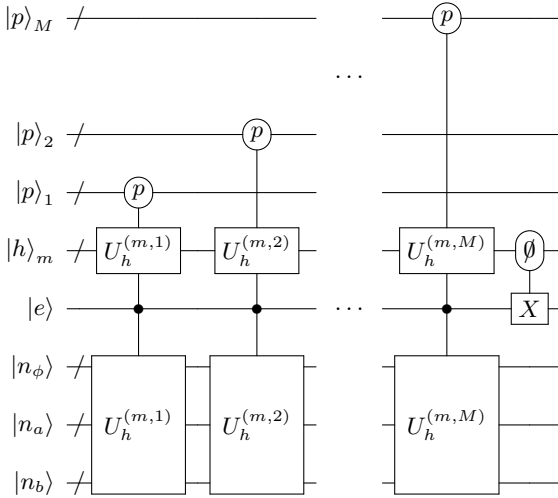 |p⟩_M p
· · ·
|p⟩_2 p
|p⟩_1 p
|h⟩_m U_h^{(m,1)} U_h^{(m,2)} U_h^{(m,M)} ∅
|e⟩ · · · X
|n_ϕ⟩
|n_a⟩ U_h^{(m,1)} U_h^{(m,2)} U_h^{(m,M)}
|n_b⟩